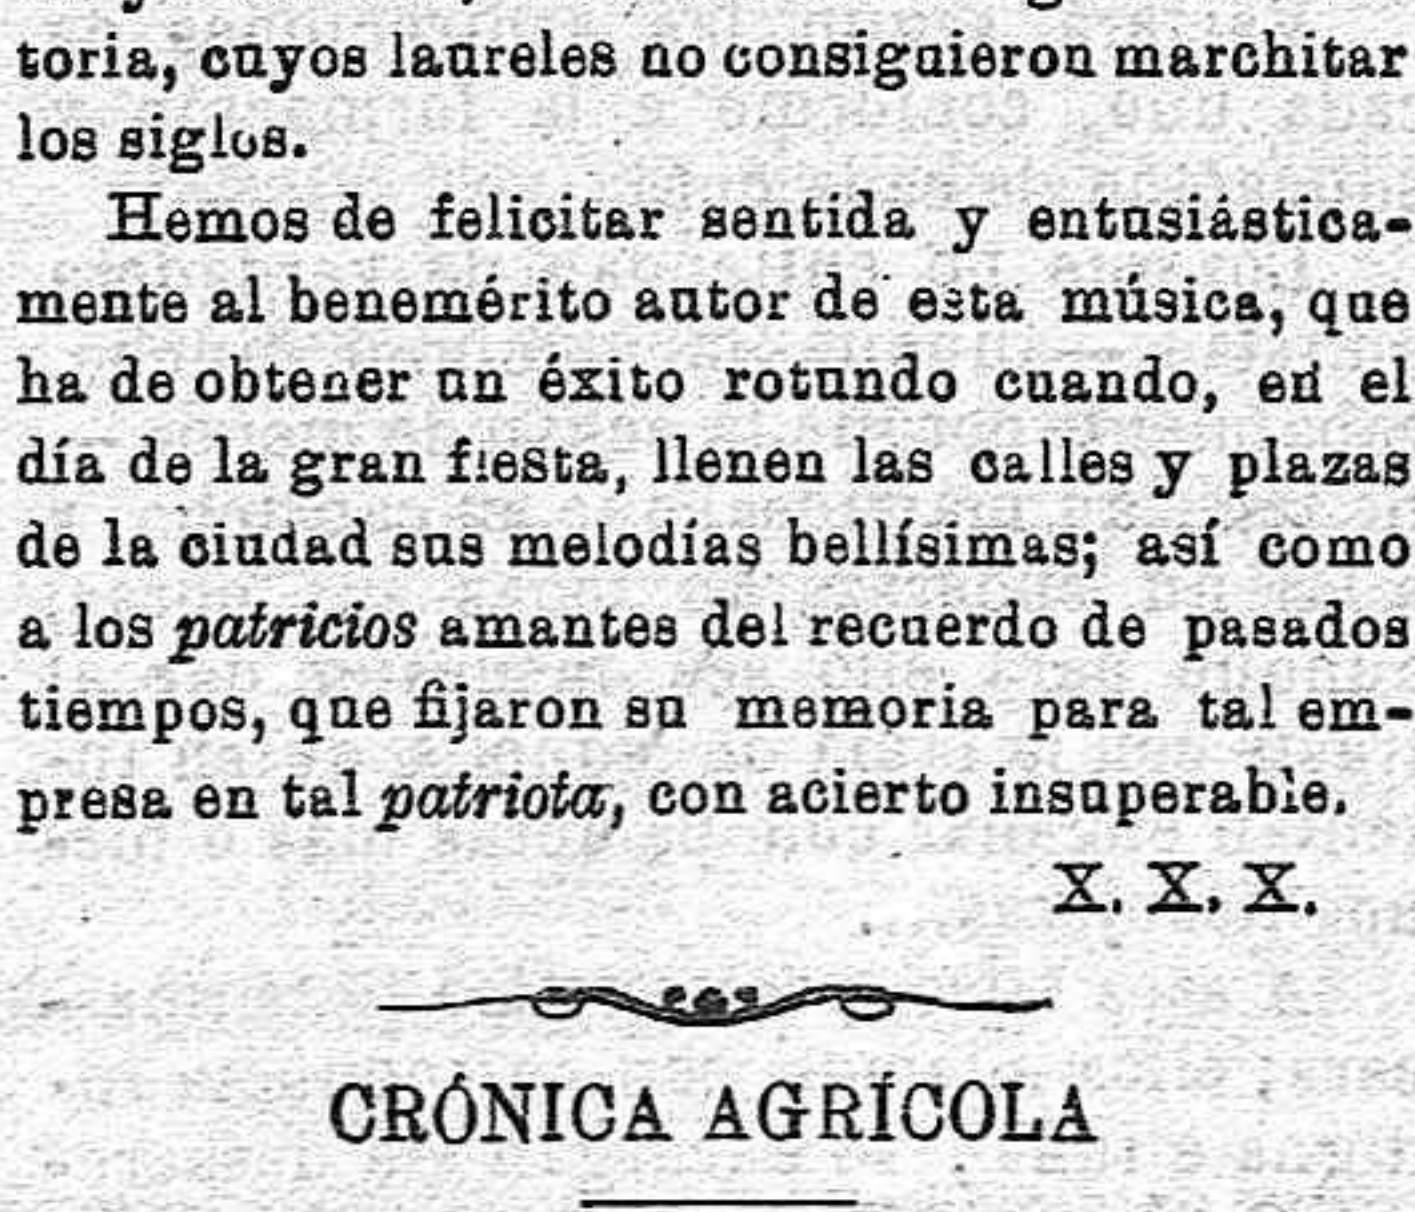 toria, cuyos laureles no consiguieron marchitar
los siglos.
Hemos de felicitar sentida y entusiástica-
mente al benemérito autor de esta música, que
ha de obtener un éxito rotundo cuando, en el
día de la gran fiesta, llenen las calles y plazas
de la ciudad sus melodías bellísimas; así como
a los patricios amantes del recuerdo de pasados
tiempos, que fijaron su memoria para tal em-
presa en tal patriota, con acierto insuperable.
X. X. X.
CRÓNICA AGRÍCOLA